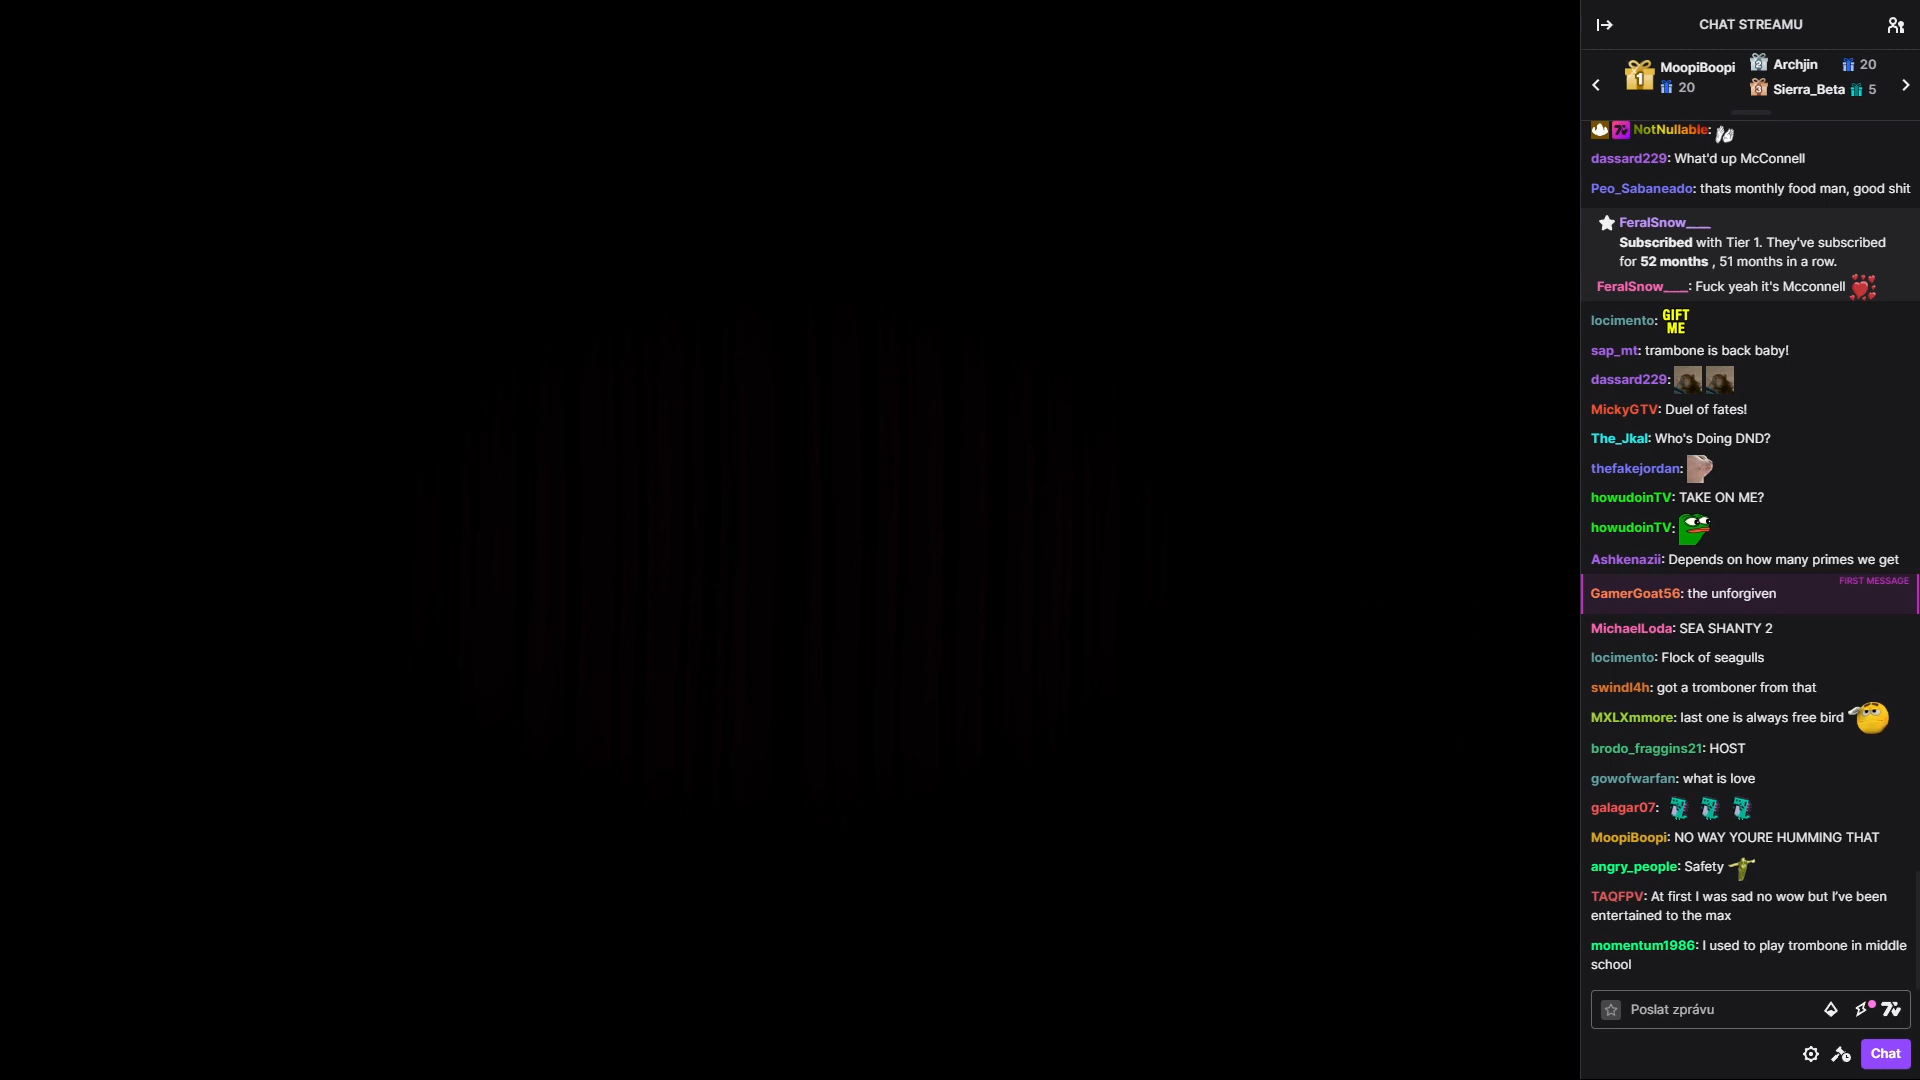 CHAT STREAMU
1 MoopiBoopi 20
2 Archjin 20
3 Sierra_Beta 5
NotNullable:
dassard229: What'd up McConnell
Peo_Sabaneado: thats monthly food man, good shit
FeralSnow____
Subscribed with Tier 1. They've subscribed
for 52 months , 51 months in a row.
FeralSnow____: Fuck yeah it's Mcconnell
locimento: GIFT ME
sap_mt: trambone is back baby!
dassard229:
MickyGTV: Duel of fates!
The_Jkal: Who's Doing DND?
thefakejordan:
howudoinTV: TAKE ON ME?
howudoinTV:
Ashkenazii: Depends on how many primes we get
FIRST MESSAGE
GamerGoat56: the unforgiven
MichaelLoda: SEA SHANTY 2
locimento: Flock of seagulls
swindl4h: got a tromboner from that
MXLXmmore: last one is always free bird
brodo_fraggins21: HOST
gowofwarfan: what is love
galagar07:
MoopiBoopi: NO WAY YOURE HUMMING THAT
angry_people: Safety
TAQFPV: At first I was sad no wow but I've been
entertained to the max
momentum1986: I used to play trombone in middle
school
Poslat zprávu
Chat